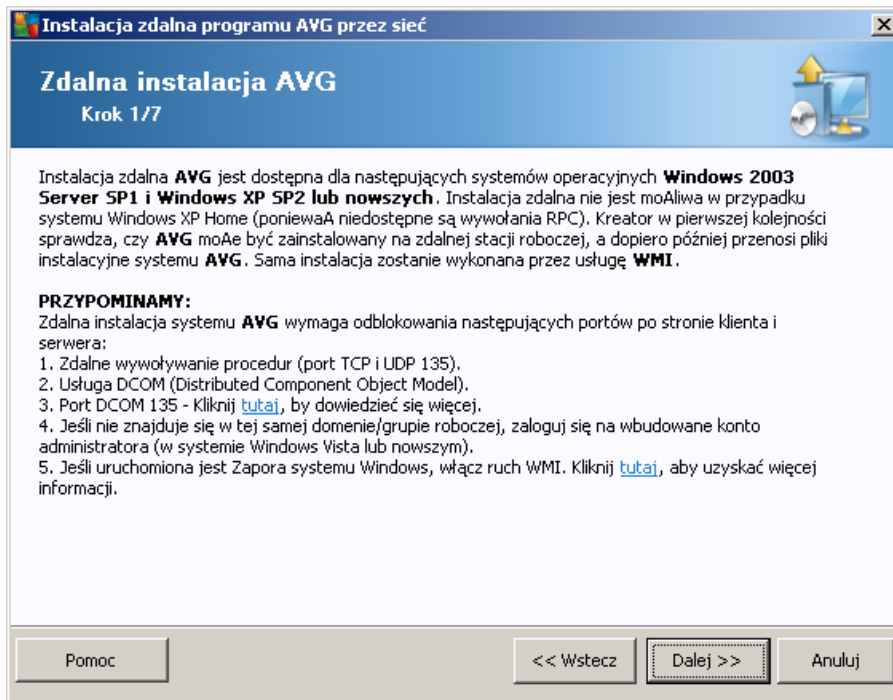 Instalacja zdalna programu AVG przez sieć
Zdalna instalacja AVG
Krok 1/7
Instalacja zdalna AVG jest dostępna dla następujących systemów operacyjnych Windows 2003
Server SP1 i Windows XP SP2 lub nowszych. Instalacja zdalna nie jest moAliwa w przypadku
systemu Windows XP Home (poniewaA niedostępne są wywołania RPC). Kreator w pierwszej kolejności
sprawdza, czy AVG moAe być zainstalowany na zdalnej stacji roboczej, a dopiero później przenosi pliki
instalacyjne systemu AVG. Sama instalacja zostanie wykonana przez usługę WMI.
PRZYPOMINAMY:
Zdalna instalacja systemu AVG wymaga odblokowania następujących portów po stronie klienta i
serwera:
1. Zdalne wywoływanie procedur (port TCP i UDP 135).
2. Usługa DCOM (Distributed Component Object Model).
3. Port DCOM 135 - Kliknij tutaj, by dowiedzieć się więcej.
4. Jeśli nie znajduje się w tej samej domenie/grupie roboczej, zaloguj się na wbudowane konto
administratora (w systemie Windows Vista lub nowszym).
5. Jeśli uruchomiona jest Zapora systemu Windows, włącz ruch WMI. Kliknij tutaj, aby uzyskać więcej
informacji.
Pomoc
<< Wstecz
Dalej >>
Anuluj